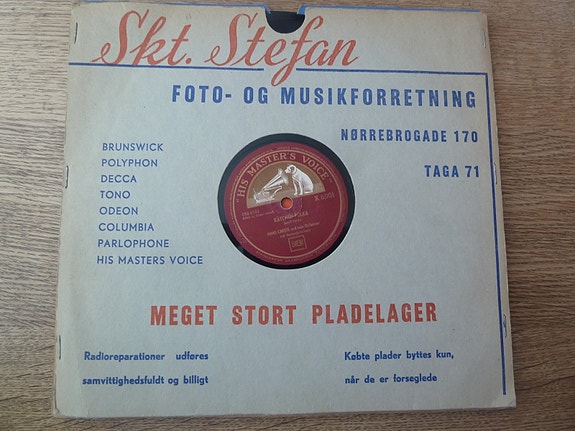 Skt. Stefan
FOTO- OG MUSIKFORRETNING
NØRREBROGADE 170
TAGA 71
BRUNSWICK
POLYPHON
DECCA
TONO
ODEON
COLUMBIA
PARLOPHONE
HIS MASTERS VOICE
"HIS MASTER'S VOICE"
MEGET STORT PLADELAGER
Radioreparationer udføres
samvittighedsfuldt og billigt
Købte plader byttes kun,
når de er forseglede